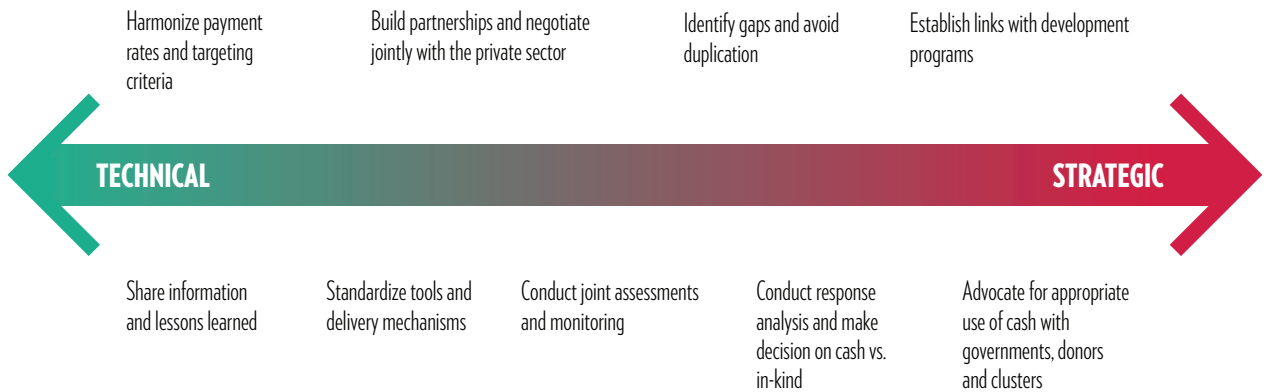 Harmonize payment
rates and targeting
criteria
Build partnerships and negotiate
jointly with the private sector
Identify gaps and avoid
duplication
Establish links with development
programs
TECHNICAL
STRATEGIC
Share information
and lessons learned
Standardize tools and
delivery mechanisms
Conduct joint assessments
and monitoring
Conduct response
analysis and make
decision on cash vs.
in-kind
Advocate for appropriate
use of cash with
governments, donors
and clusters